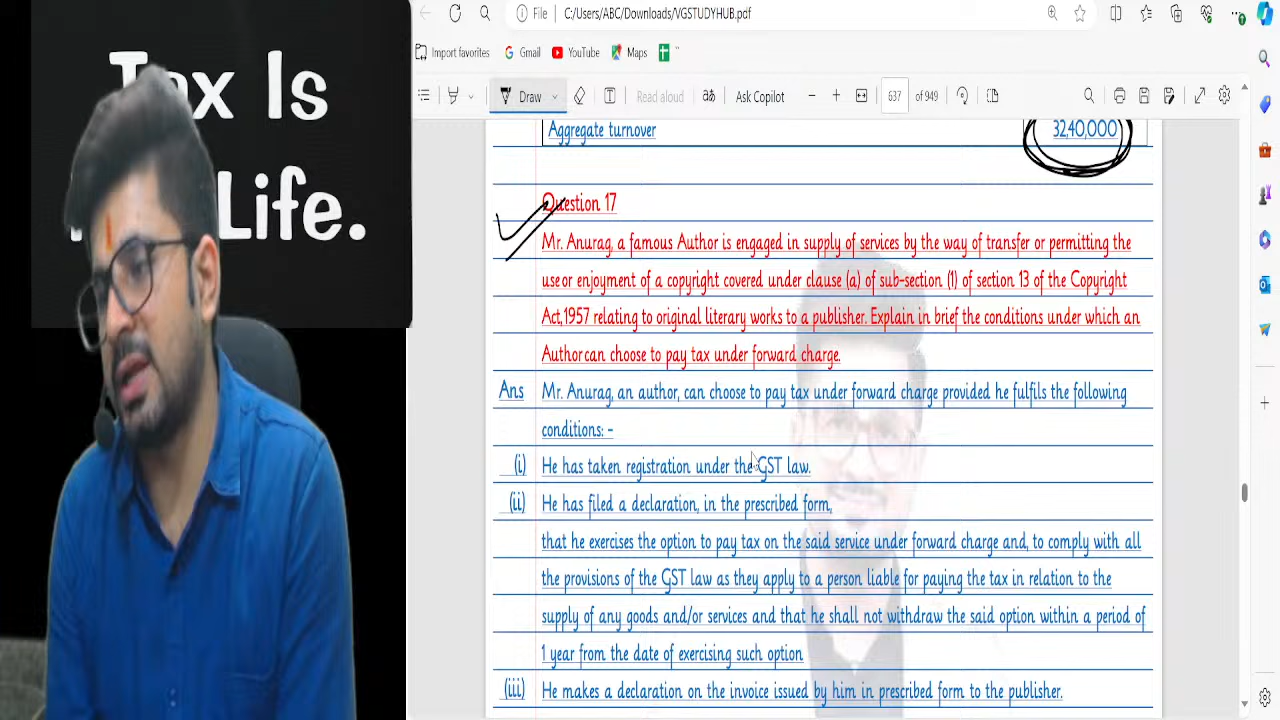 Tax Is
Life.
File C:/Users/ABC/Downloads/VGSTUDYHUB.pdf
Import favorites Gmail YouTube Maps
Draw Read aloud Ask Copilot 637 of 949
Aggregate turnover 32,40,000
Question 17
Mr. Anurag, a famous Author is engaged in supply of services by the way of transfer or permitting the
use or enjoyment of a copyright covered under clause (a) of sub-section (1) of section 13 of the Copyright
Act,1957 relating to original literary works to a publisher. Explain in brief the conditions under which an
Author can choose to pay tax under forward charge.
Ans Mr. Anurag, an author, can choose to pay tax under forward charge provided he fulfils the following
conditions: -
(i) He has taken registration under the GST law.
(ii) He has filed a declaration, in the prescribed form,
that he exercises the option to pay tax on the said service under forward charge and, to comply with all
the provisions of the GST law as they apply to a person liable for paying the tax in relation to the
supply of any goods and/or services and that he shall not withdraw the said option within a period of
1 year from the date of exercising such option
(iii) He makes a declaration on the invoice issued by him in prescribed form to the publisher.